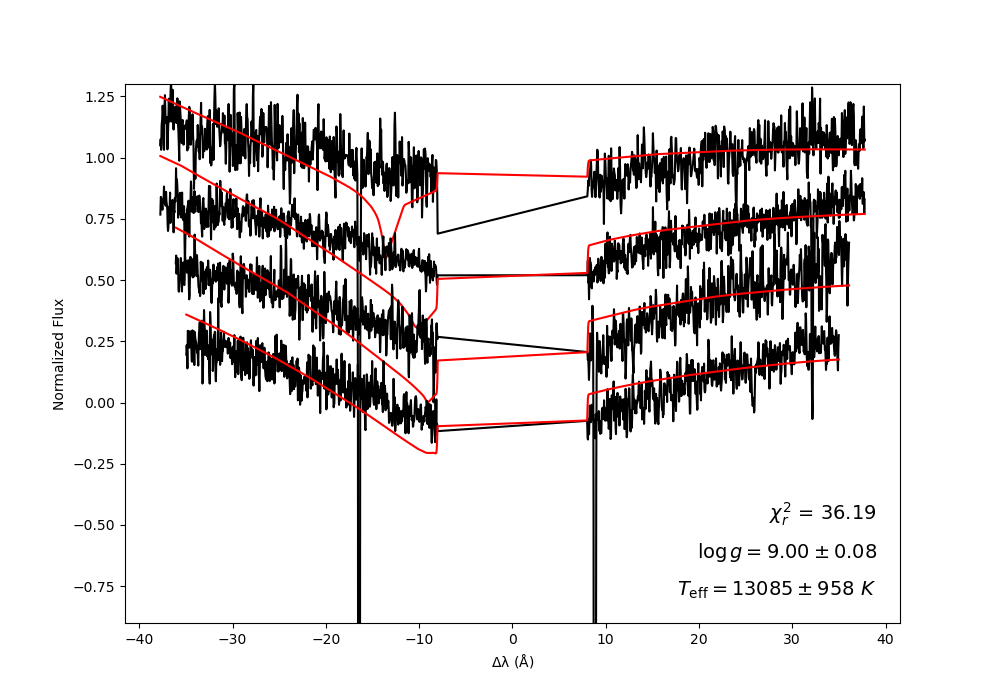 1.25
1.00
0.75
0.50
0.25
0.00
−0.25
−0.50
−0.75
Normalized Flux
χ²ᵣ = 36.19
log g = 9.00 ± 0.08
T_eff = 13085 ± 958 K
−40 −30 −20 −10 0 10 20 30 40
Δλ (Å)